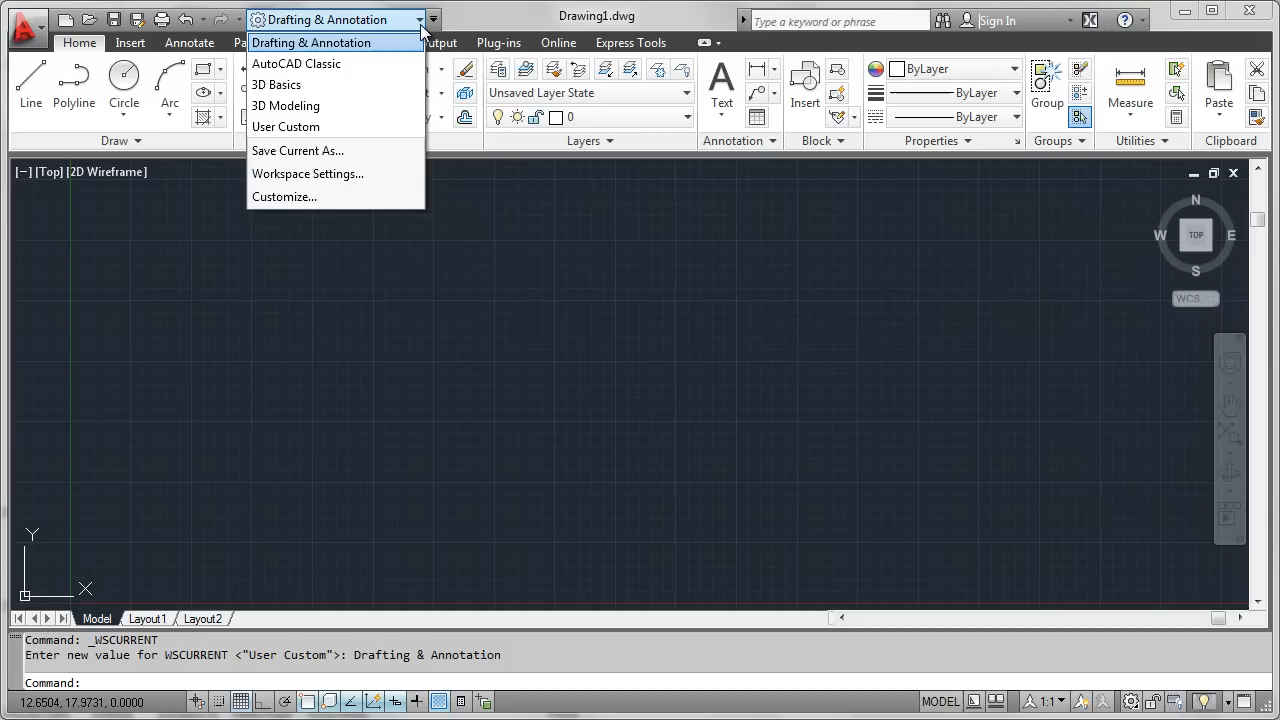 Drafting & Annotation
Drawing1.dwg
Type a keyword or phrase
Sign In
Home
Insert
Annotate
Pa
utput
Plug-ins
Online
Express Tools
Drafting & Annotation
AutoCAD Classic
3D Basics
3D Modeling
User Custom
Save Current As...
Workspace Settings...
Customize...
Line
Polyline
Circle
Arc
Draw
Unsaved Layer State
0
Layers
A
Text
Annotation
Insert
Block
ByLayer
ByLayer
ByLayer
Properties
Group
Groups
Measure
Utilities
Paste
Clipboard
[−] [Top] [2D Wireframe]
N
W
TOP
E
S
WCS
Y
X
Model
Layout1
Layout2
Command: _WSCURRENT
Enter new value for WSCURRENT <"User Custom">: Drafting & Annotation
Command:
12.6504, 17.9731, 0.0000
MODEL
1:1